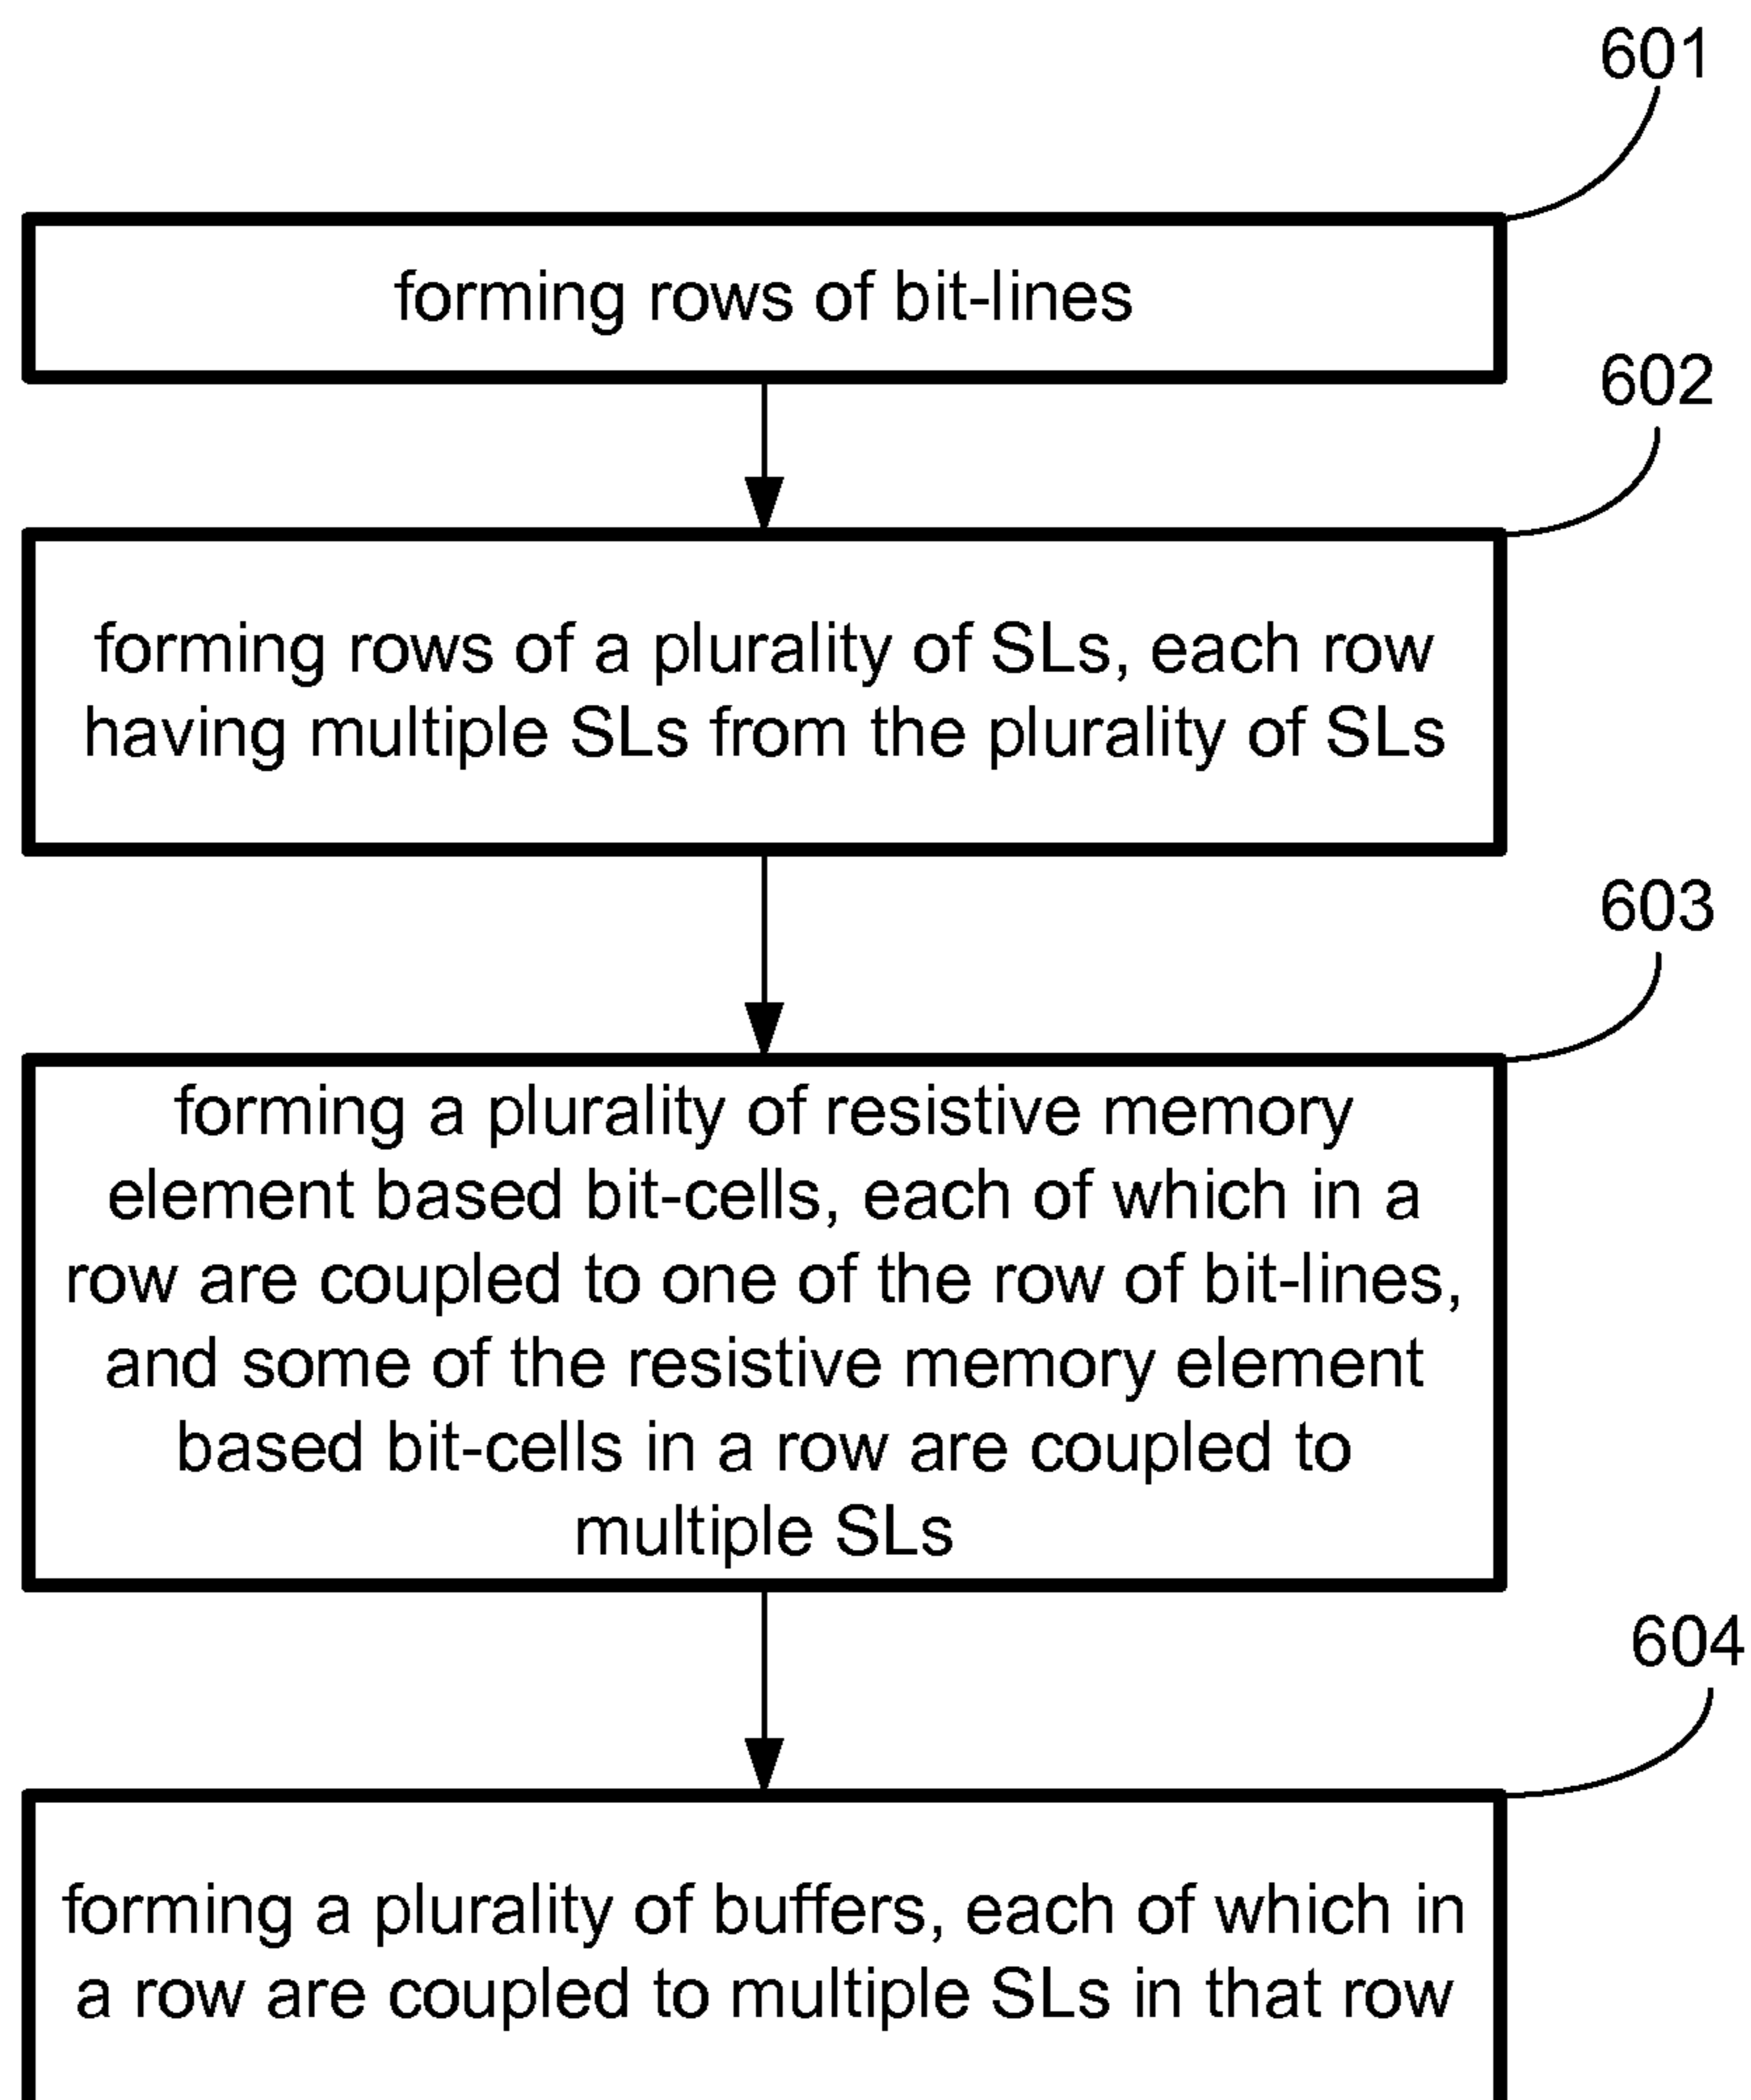 601
forming rows of bit-lines
602
forming rows of a plurality of SLs, each row
having multiple SLs from the plurality of SLs
603
forming a plurality of resistive memory
element based bit-cells, each of which in a
row are coupled to one of the row of bit-lines,
and some of the resistive memory element
based bit-cells in a row are coupled to
multiple SLs
604
forming a plurality of buffers, each of which in
a row are coupled to multiple SLs in that row